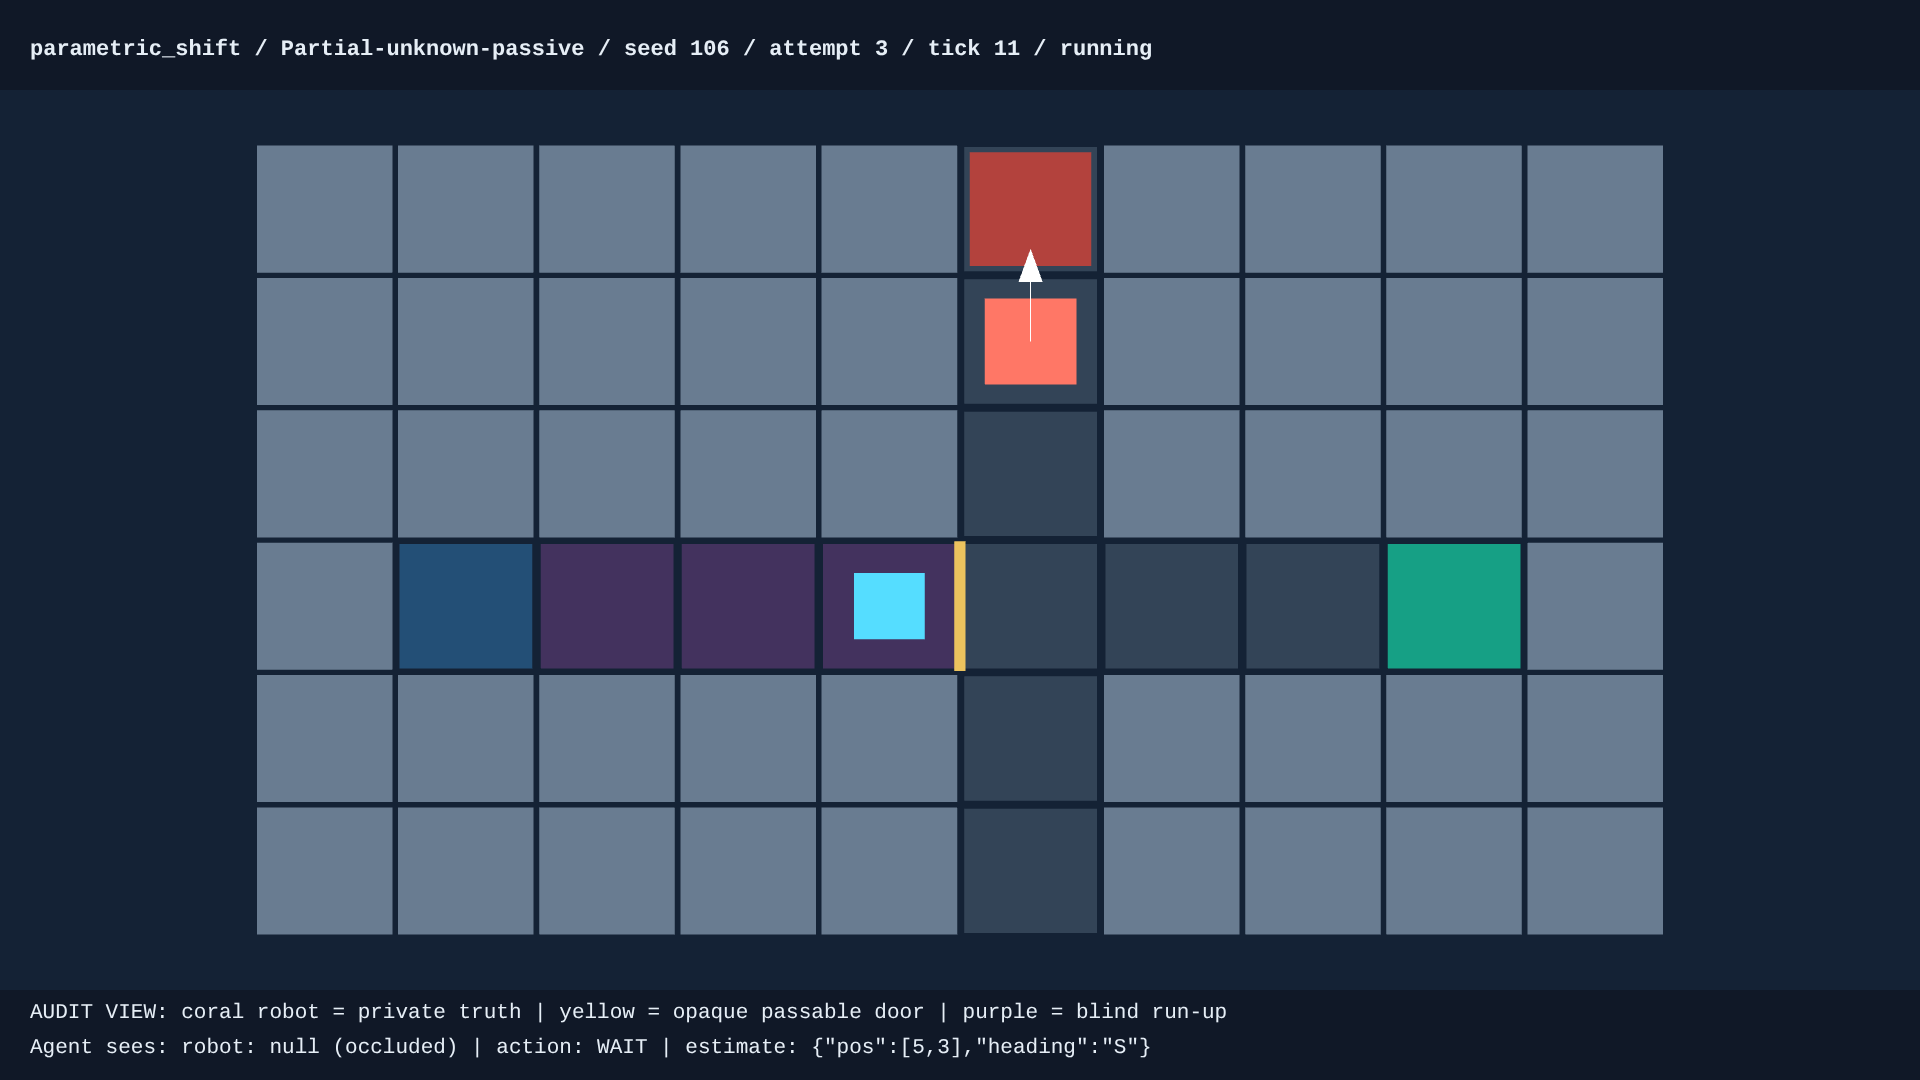 parametric_shift / Partial-unknown-passive / seed 106 / attempt 3 / tick 11 / running
AUDIT VIEW: coral robot = private truth | yellow = opaque passable door | purple = blind run-up
Agent sees: robot: null (occluded) | action: WAIT | estimate: {"pos":[5,3],"heading":"S"}